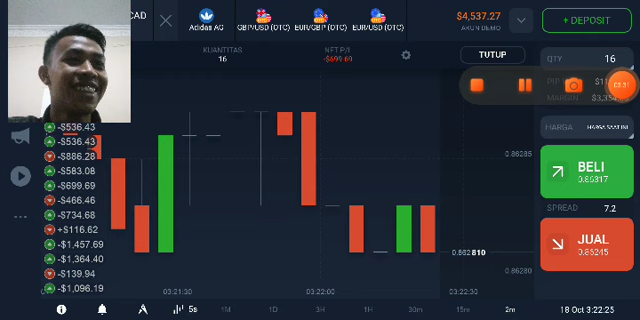 CAD
Adidas AG
GBP/USD (OTC)
EUR/GBP (OTC)
EUR/USD (OTC)
$4,537.27
AKUN DEMO
+ DEPOSIT
KUANTITAS
16
NET P/L
-$699.69
TUTUP
QTY
16
MARGIN
HARGA
HARGA SAAT INI
BELI
0.86317
SPREAD
7.2
JUAL
0.86245
-$536.43
-$536.43
-$886.28
-$583.08
-$699.69
-$466.46
-$734.68
+$116.62
-$1,457.69
-$1,364.40
-$139.94
-$1,096.19
0.86285
0.862810
0.86280
03:21:30
03:22:00
03:22:30
5s
1M
1D
3H
1H
30m
15m
2m
18 Oct 3:22:25